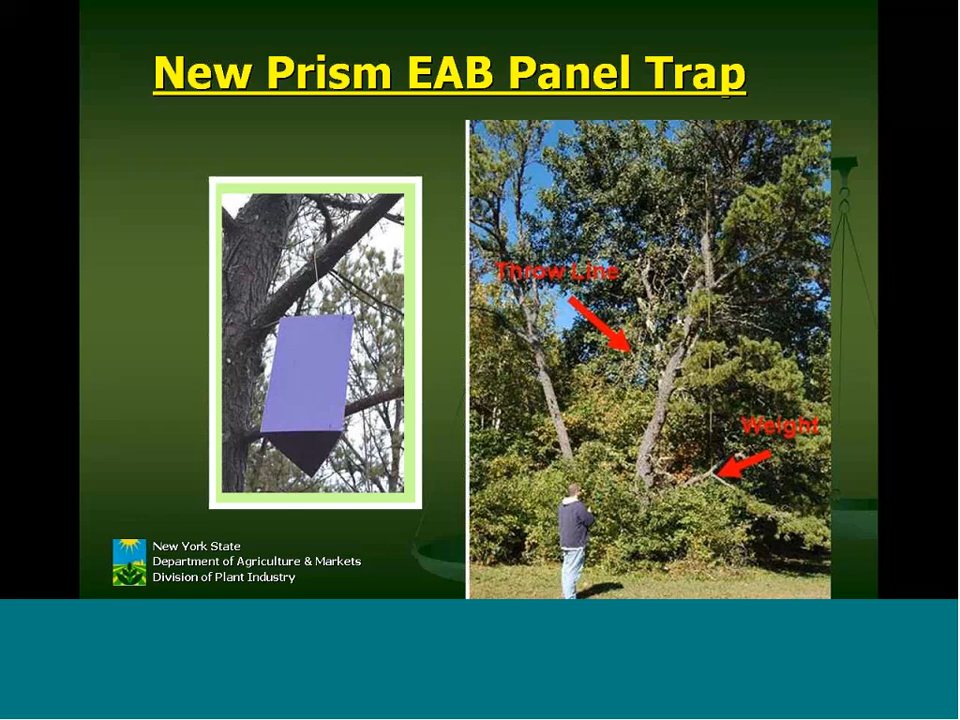 New Prism EAB Panel Trap
Throw Line
Weight
New York State
Department of Agriculture & Markets
Division of Plant Industry